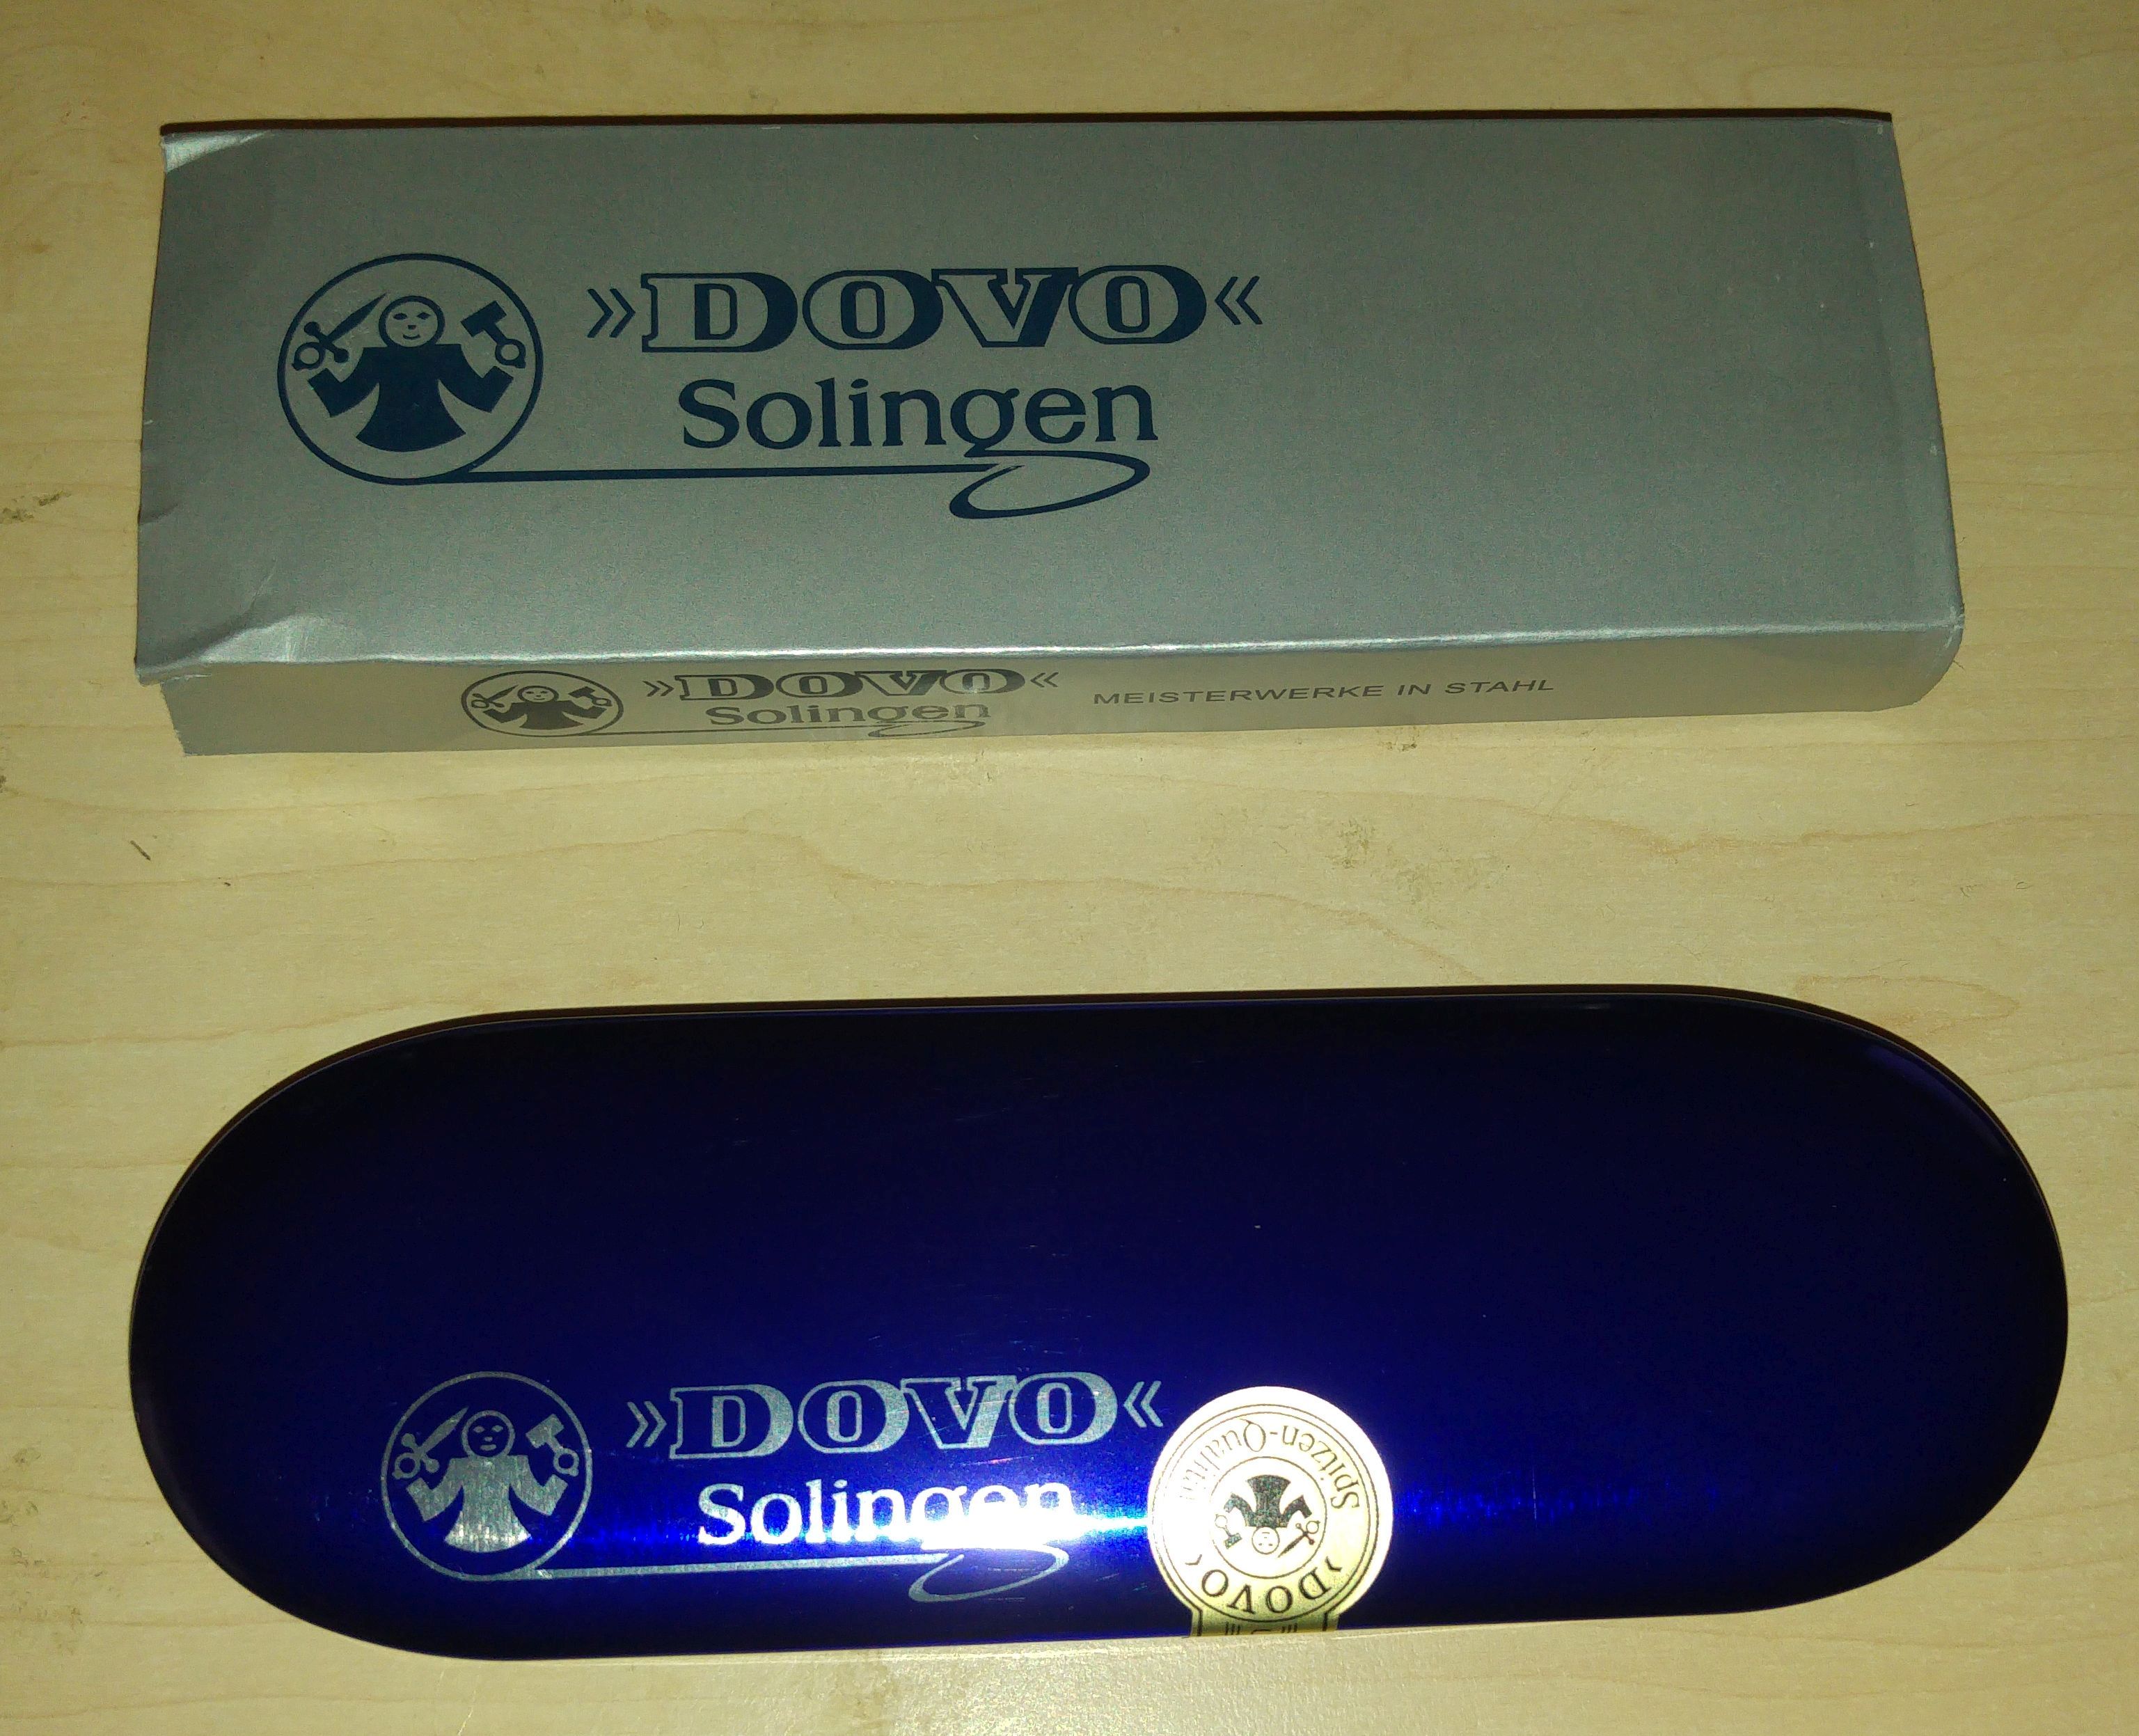 »DOVO«
Solingen
»DOVO«
Solingen
MEISTERWERKE IN STAHL
»DOVO«
Solingen
Spitzen-Qualität
›DOVO‹